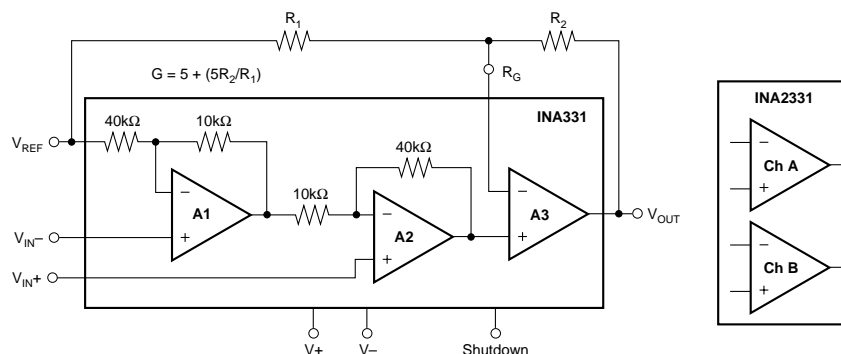 R1
R2
G = 5 + (5R2/R1)
RG
INA331
INA2331
40kΩ
10kΩ
VREF
40kΩ
−
A1
+
10kΩ
−
A2
+
−
A3
+
VOUT
VIN−
VIN+
−
Ch A
+
−
Ch B
+
V+
V−
Shutdown